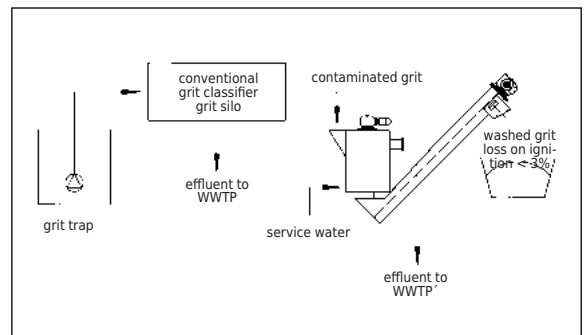 conventional
grit classifier
grit silo
contaminated grit
washed grit
loss on igni-
tion < 3%
grit trap
effluent to
WWTP
service water
effluent to
WWTP´